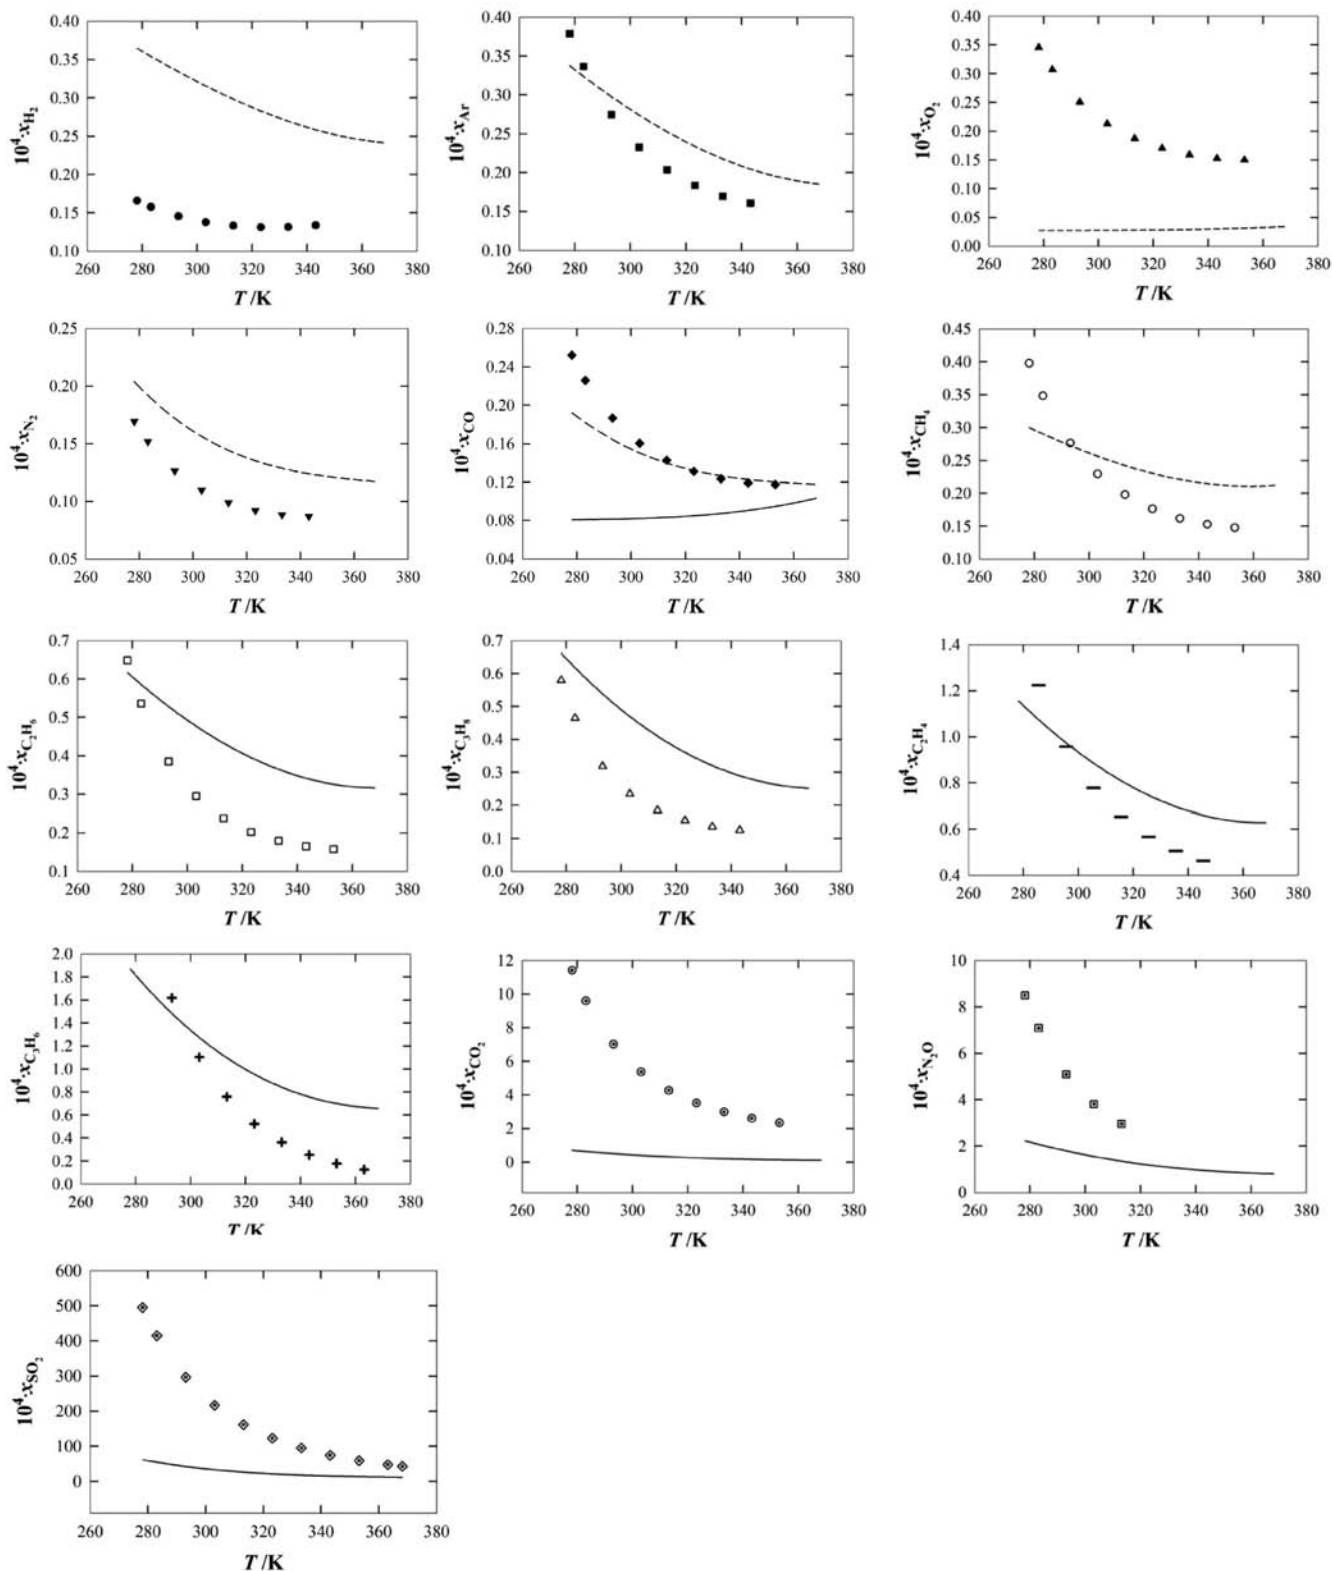 10⁴·x_H₂
0.40
0.35
0.30
0.25
0.20
0.15
0.10
260 280 300 320 340 360 380
T /K
10⁴·x_Ar
0.40
0.35
0.30
0.25
0.20
0.15
0.10
260 280 300 320 340 360 380
T /K
10⁴·x_O₂
0.40
0.35
0.30
0.25
0.20
0.15
0.10
0.05
0.00
260 280 300 320 340 360 380
T /K
10⁴·x_N₂
0.25
0.20
0.15
0.10
0.05
260 280 300 320 340 360 380
T /K
10⁴·x_CO
0.28
0.24
0.20
0.16
0.12
0.08
0.04
260 280 300 320 340 360 380
T /K
10⁴·x_CH₄
0.45
0.40
0.35
0.30
0.25
0.20
0.15
0.10
260 280 300 320 340 360 380
T /K
10⁴·x_C₂H₆
0.7
0.6
0.5
0.4
0.3
0.2
0.1
260 280 300 320 340 360 380
T /K
10⁴·x_C₃H₈
0.7
0.6
0.5
0.4
0.3
0.2
0.1
0.0
260 280 300 320 340 360 380
T /K
10⁴·x_C₂H₄
1.4
1.2
1.0
0.8
0.6
0.4
260 280 300 320 340 360 380
T /K
10⁴·x_C₃H₆
2.0
1.8
1.6
1.4
1.2
1.0
0.8
0.6
0.4
0.2
0.0
260 280 300 320 340 360 380
T /K
10⁴·x_CO₂
12
10
8
6
4
2
0
260 280 300 320 340 360 380
T /K
10⁴·x_N₂O
10
8
6
4
2
0
260 280 300 320 340 360 380
T /K
10⁴·x_SO₂
600
500
400
300
200
100
0
260 280 300 320 340 360 380
T /K